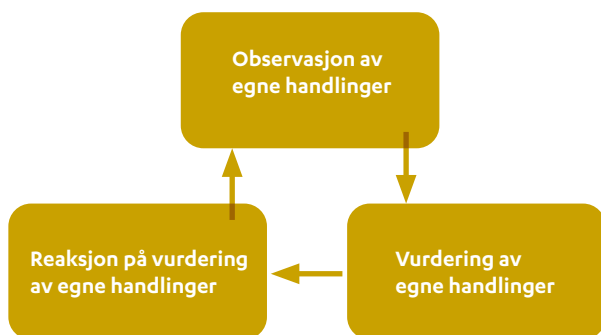 Observasjon av
egne handlinger
Reaksjon på vurdering
av egne handlinger
Vurdering av
egne handlinger